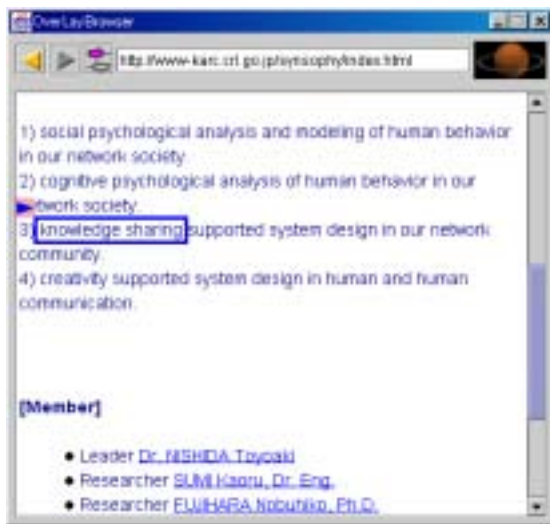 OverLayBrowser
http://www-karc.crl.go.jp/synsophy/index.html
1) social psychological analysis and modeling of human behavior
in our network society.
2) cognitive psychological analysis of human behavior in our
twork society.
3) knowledge sharing supported system design in our network
community.
4) creativity supported system design in human and human
communication.
[Member]
● Leader Dr. NISHIDA Toyoaki
● Researcher SUMI Kaoru, Dr. Eng.
● Researcher FUJIHARA Nobuhiko, Ph.D.